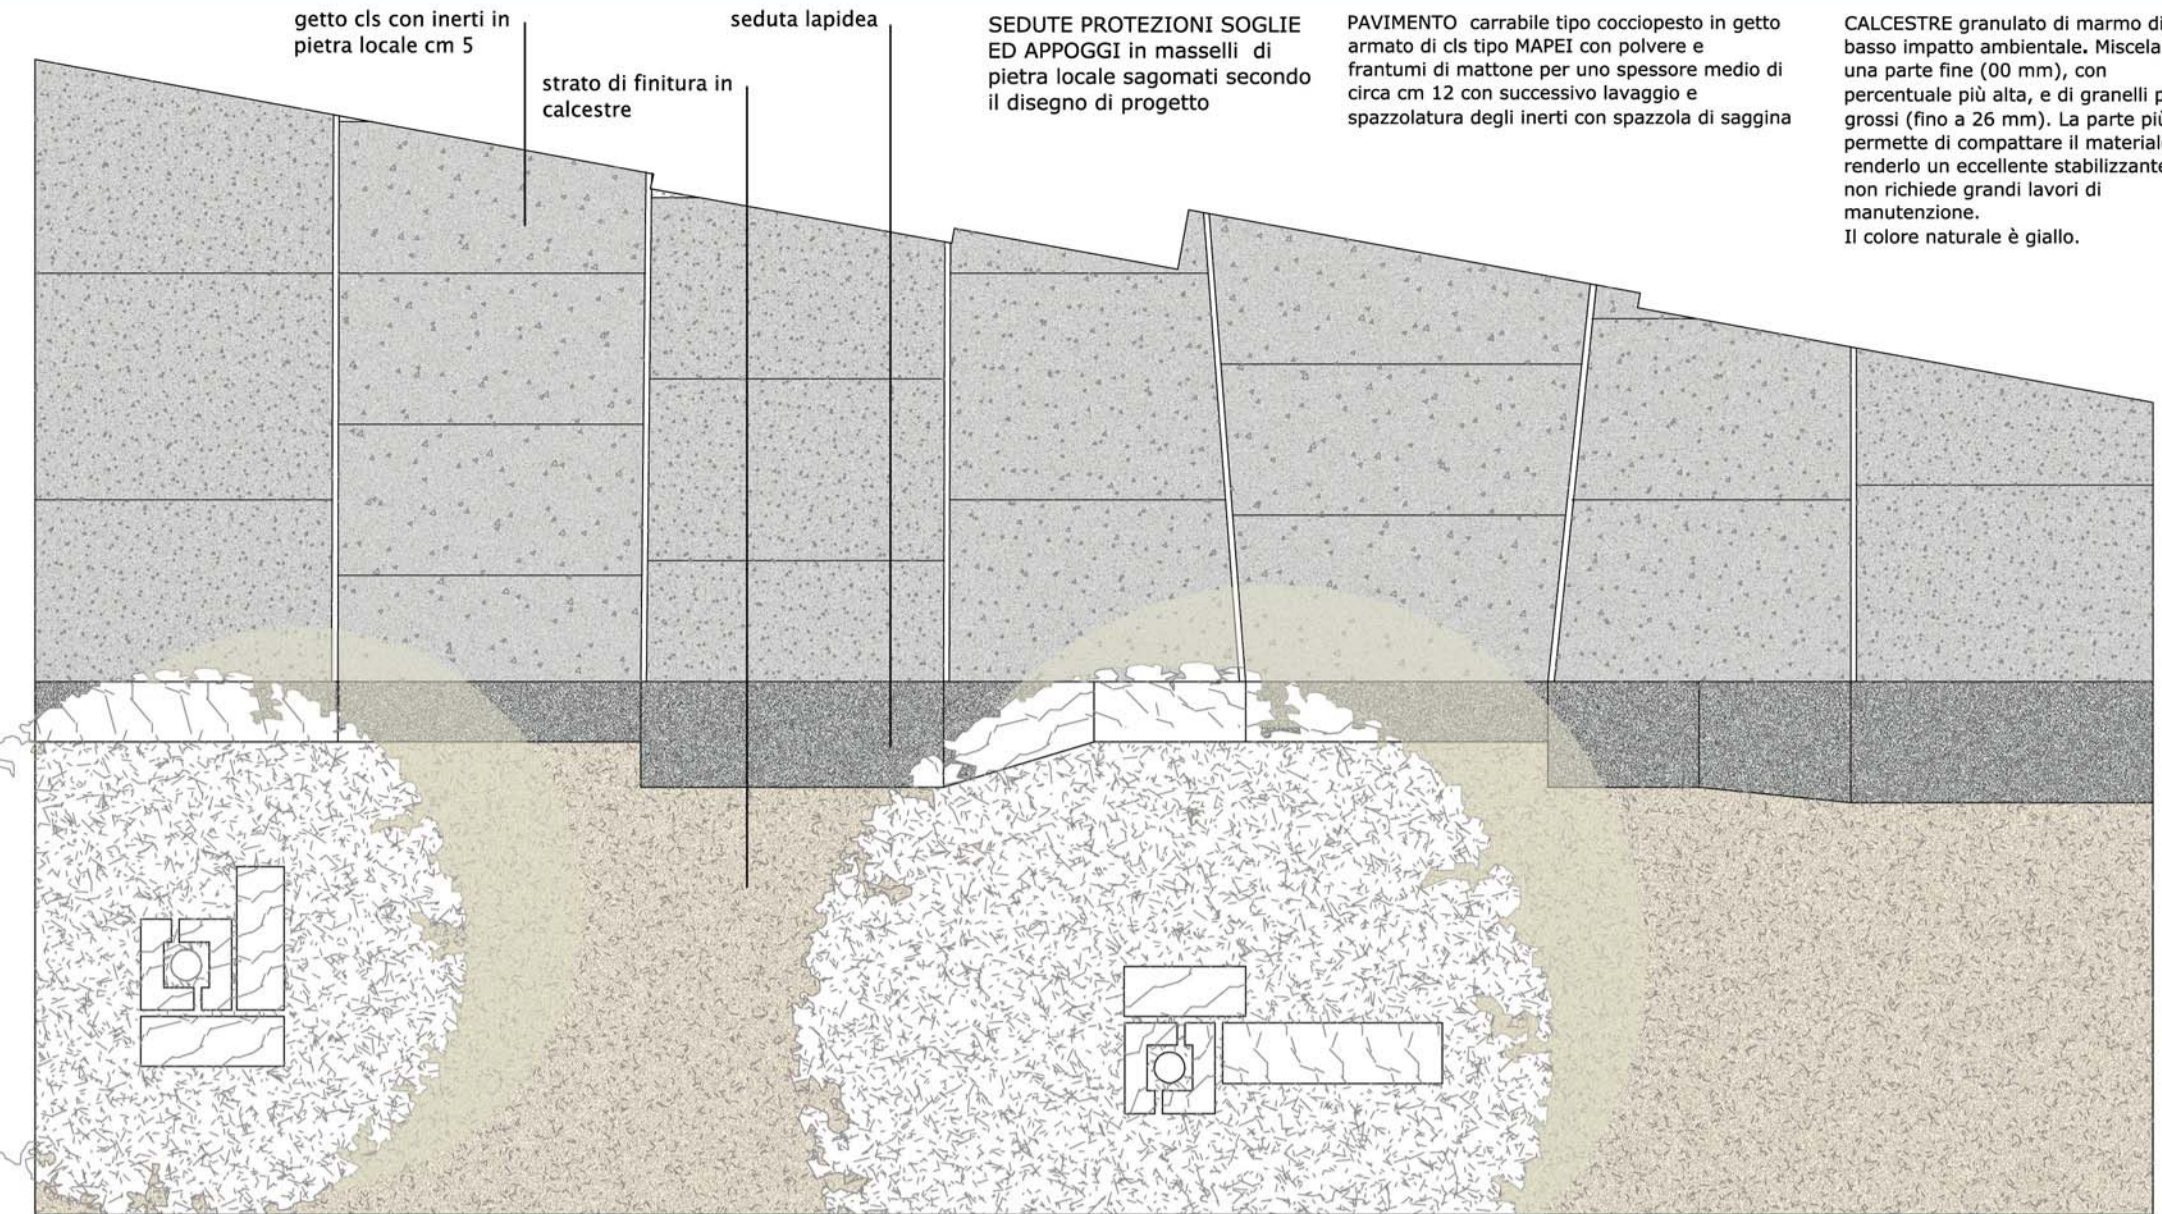 getto cls con inerti in
pietra locale cm 5
strato di finitura in
calcestre
seduta lapidea
SEDUTE PROTEZIONI SOGLIE
ED APPOGGI in masselli di
pietra locale sagomati secondo
il disegno di progetto
PAVIMENTO carrabile tipo cocciopesto in getto
armato di cls tipo MAPEI con polvere e
frantumi di mattone per uno spessore medio di
circa cm 12 con successivo lavaggio e
spazzolatura degli inerti con spazzola di saggina
CALCESTRE granulato di marmo di
basso impatto ambientale. Miscela
una parte fine (00 mm), con
percentuale più alta, e di granelli p
grossi (fino a 26 mm). La parte più
permette di compattare il materiale
renderlo un eccellente stabilizzante
non richiede grandi lavori di
manutenzione.
Il colore naturale è giallo.